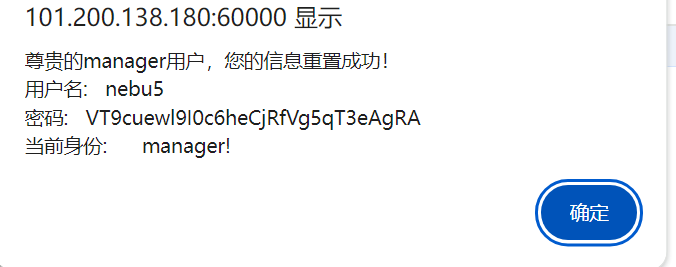 101.200.138.180:60000 显示
尊贵的manager用户，您的信息重置成功！
用户名: nebu5
密码: VT9cuewl9I0c6heCjRfVg5qT3eAgRA
当前身份: manager!
确定